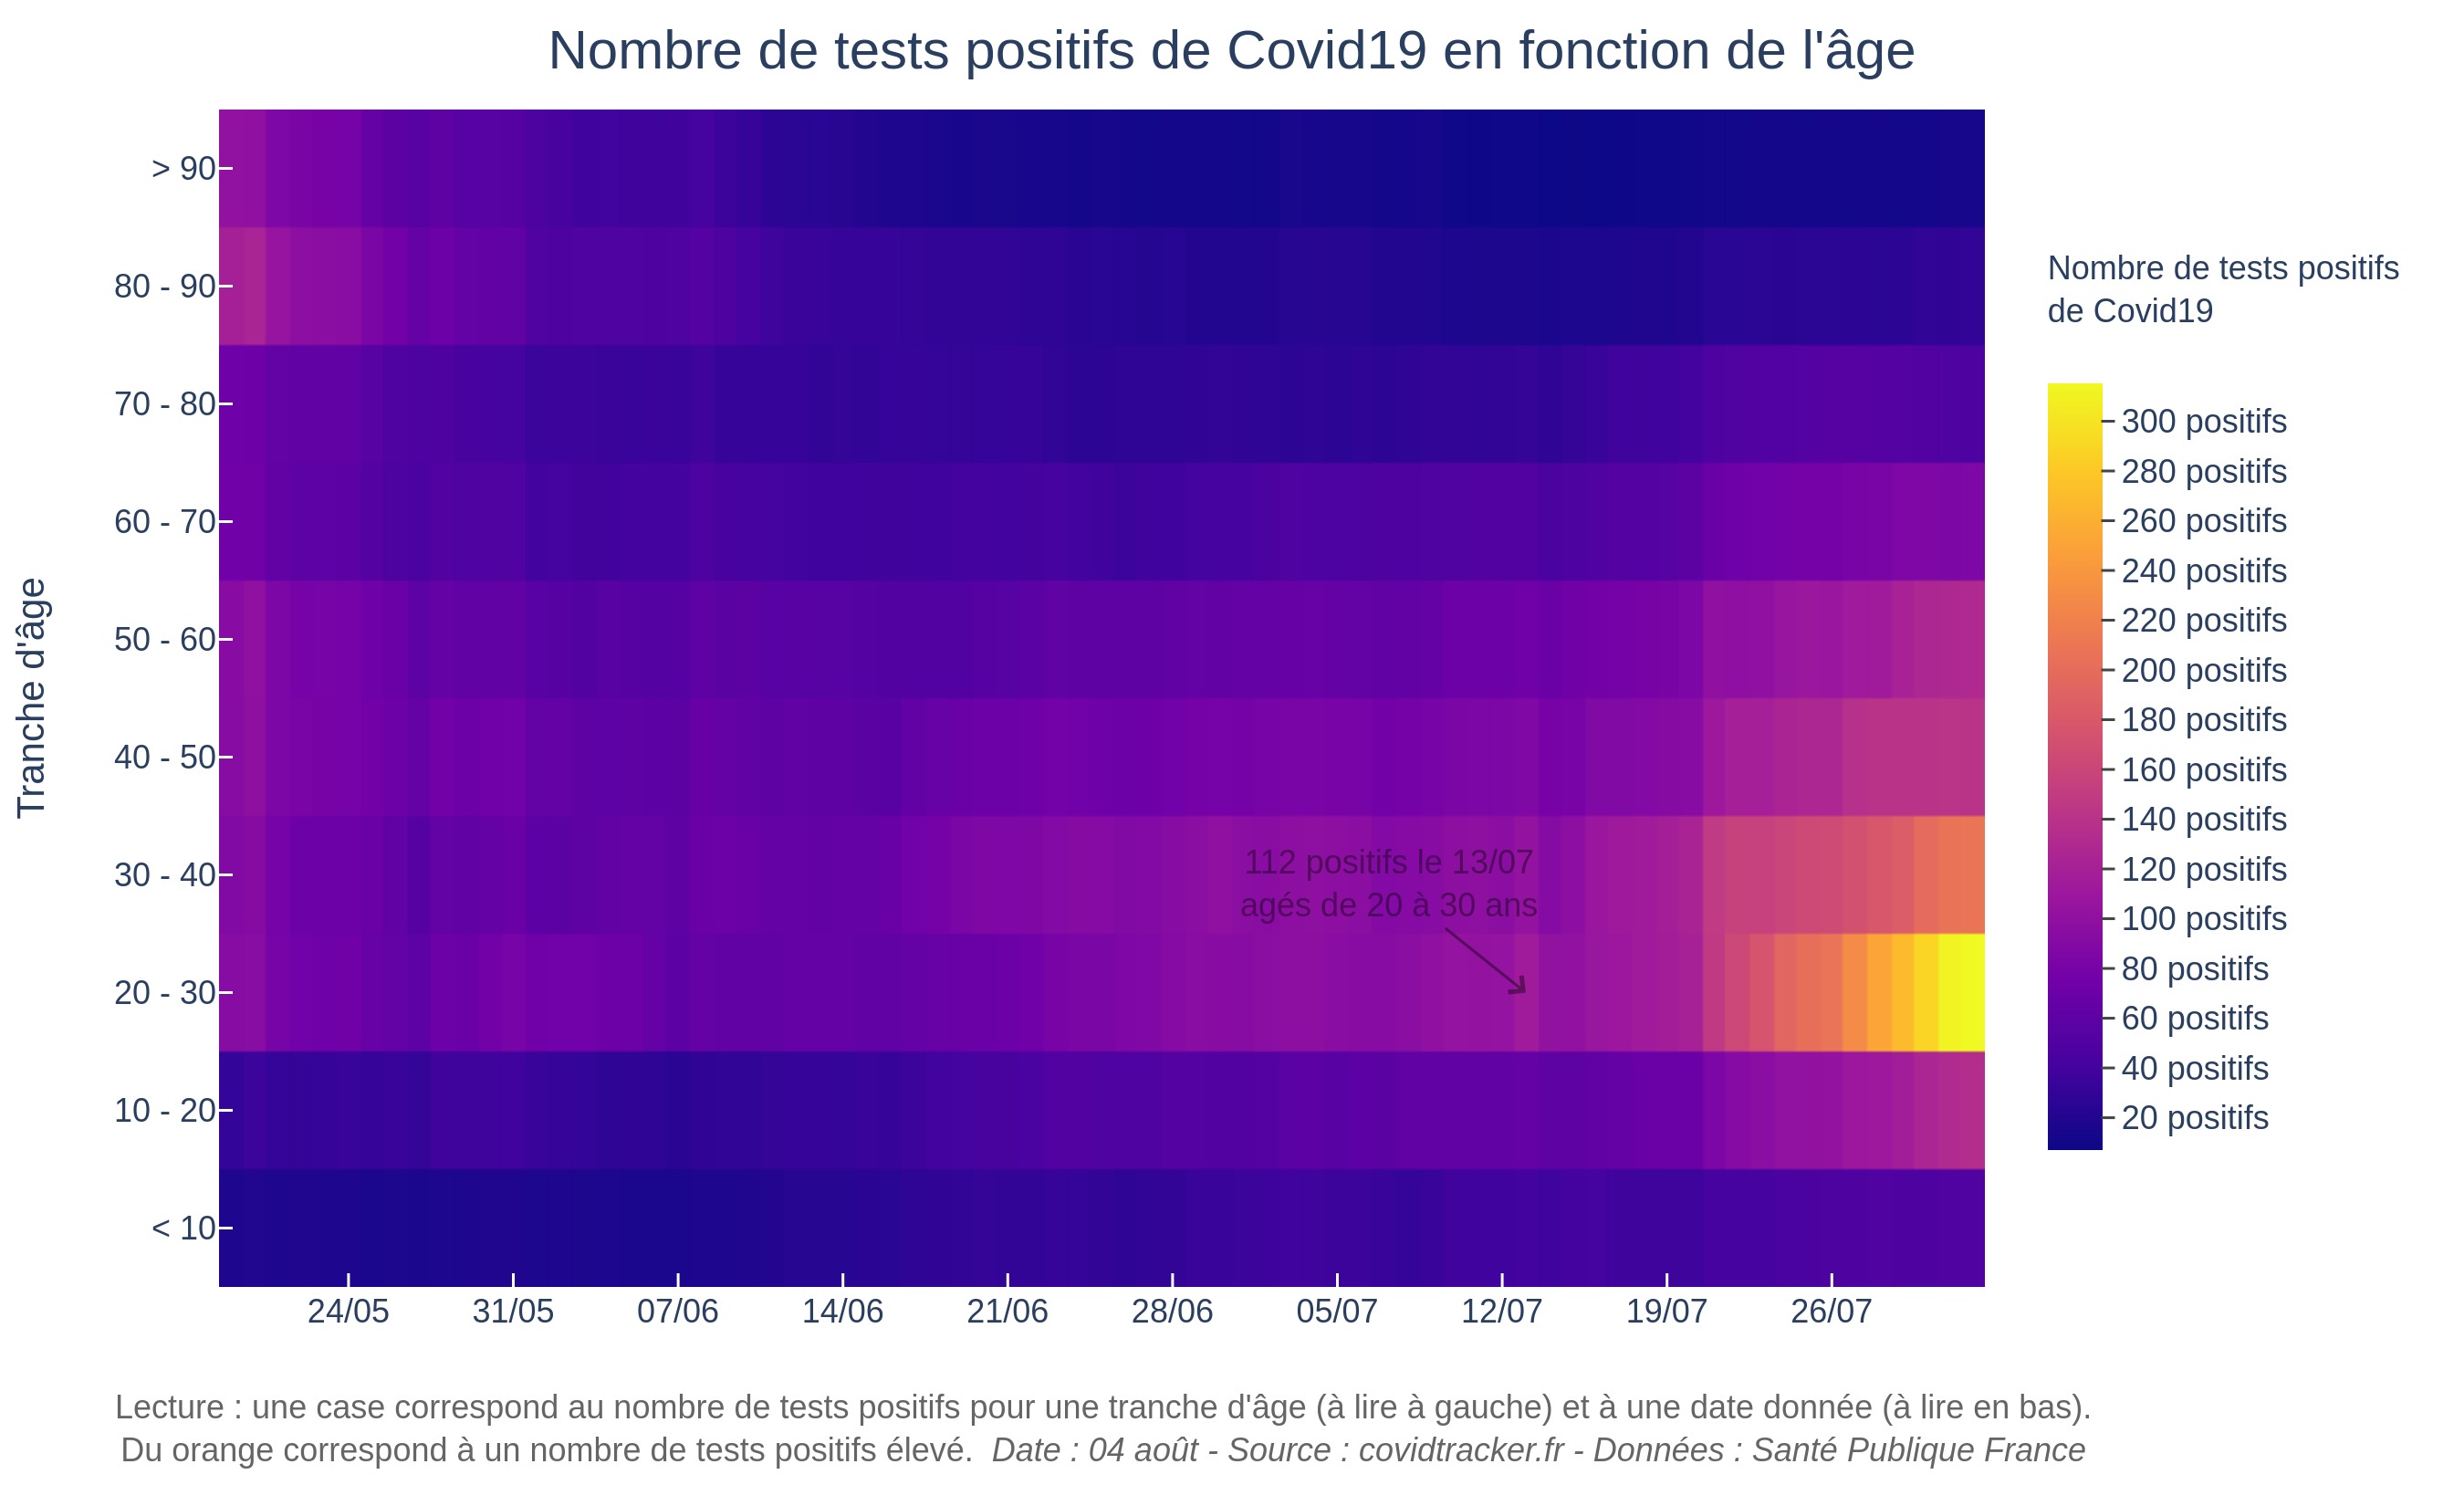 Nombre de tests positifs de Covid19 en fonction de l'âge
Tranche d'âge
> 90
80 - 90
70 - 80
60 - 70
50 - 60
40 - 50
30 - 40
20 - 30
10 - 20
< 10
112 positifs le 13/07
agés de 20 à 30 ans
24/05
31/05
07/06
14/06
21/06
28/06
05/07
12/07
19/07
26/07
Nombre de tests positifs
de Covid19
300 positifs
280 positifs
260 positifs
240 positifs
220 positifs
200 positifs
180 positifs
160 positifs
140 positifs
120 positifs
100 positifs
80 positifs
60 positifs
40 positifs
20 positifs
Lecture : une case correspond au nombre de tests positifs pour une tranche d'âge (à lire à gauche) et à une date donnée (à lire en bas).
Du orange correspond à un nombre de tests positifs élevé. Date : 04 août - Source : covidtracker.fr - Données : Santé Publique France